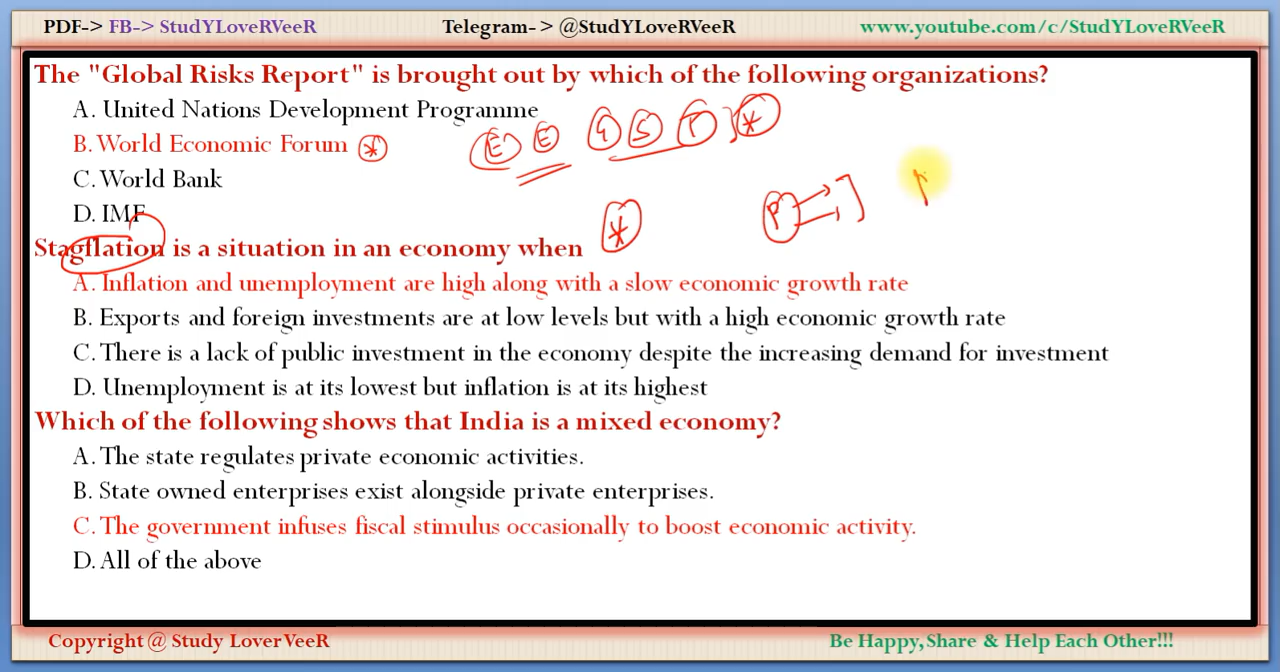 PDF-> FB-> StudYLoveRVeeR Telegram- > @StudYLoveRVeeR www.youtube.com/c/StudYLoveRVeeR
The "Global Risks Report" is brought out by which of the following organizations?
A. United Nations Development Programme
B. World Economic Forum
E E G S T
C. World Bank
D. IMF
P
Stagflation is a situation in an economy when
A. Inflation and unemployment are high along with a slow economic growth rate
B. Exports and foreign investments are at low levels but with a high economic growth rate
C. There is a lack of public investment in the economy despite the increasing demand for investment
D. Unemployment is at its lowest but inflation is at its highest
Which of the following shows that India is a mixed economy?
A. The state regulates private economic activities.
B. State owned enterprises exist alongside private enterprises.
C. The government infuses fiscal stimulus occasionally to boost economic activity.
D. All of the above
Copyright @ Study LoverVeeR Be Happy,Share & Help Each Other!!!